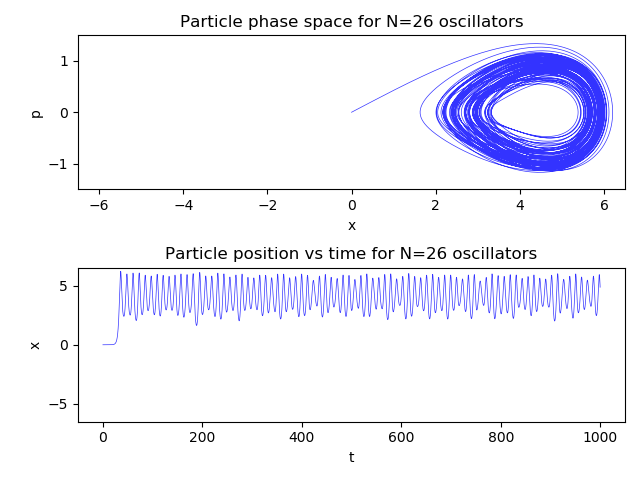 Particle phase space for N=26 oscillators
1
0
−1
p
−6 −4 −2 0 2 4 6
x
Particle position vs time for N=26 oscillators
5
0
−5
x
0 200 400 600 800 1000
t